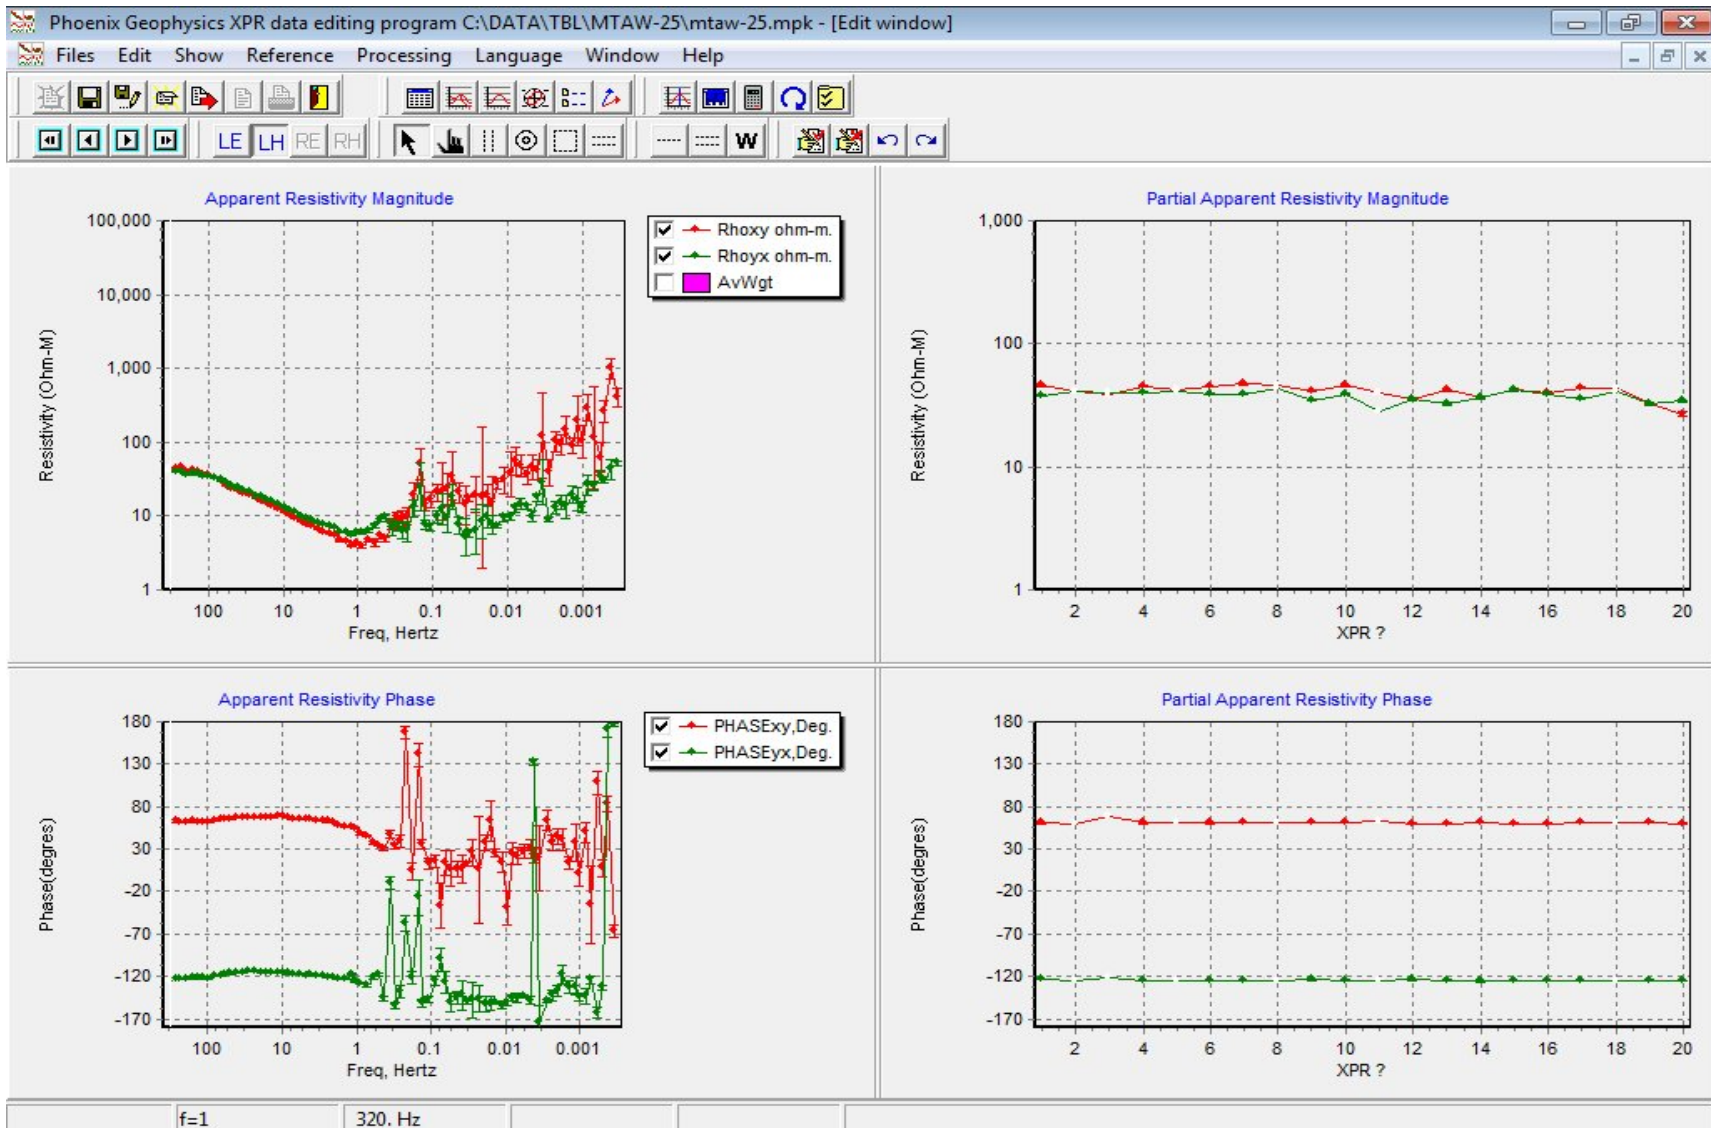 Phoenix Geophysics XPR data editing program C:\DATA\TBL\MTAW-25\mtaw-25.mpk - [Edit window]
Files Edit Show Reference Processing Language Window Help
LE LH RE RH
W
Apparent Resistivity Magnitude
Resistivity (Ohm-M)
100,000
10,000
1,000
100
10
1
100 10 1 0.1 0.01 0.001
Freq, Hertz
Rhoxy ohm-m.
Rhoyx ohm-m.
AvWgt
Partial Apparent Resistivity Magnitude
Resistivity (Ohm-M)
1,000
100
10
1
2 4 6 8 10 12 14 16 18 20
XPR ?
Apparent Resistivity Phase
Phase(degres)
180
130
80
30
-20
-70
-120
-170
100 10 1 0.1 0.01 0.001
Freq, Hertz
PHASExy,Deg.
PHASEyx,Deg.
Partial Apparent Resistivity Phase
Phase(degres)
180
130
80
30
-20
-70
-120
-170
2 4 6 8 10 12 14 16 18 20
XPR ?
f=1 320. Hz